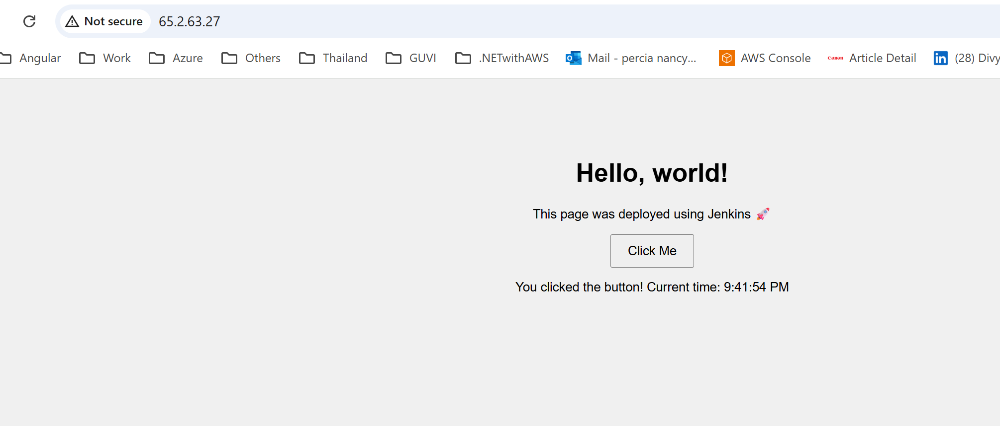 Not secure 65.2.63.27
Angular Work Azure Others Thailand GUVI .NETwithAWS Mail - percia nancy... AWS Console Canon Article Detail (28) Divy
Hello, world!
This page was deployed using Jenkins 🚀
Click Me
You clicked the button! Current time: 9:41:54 PM